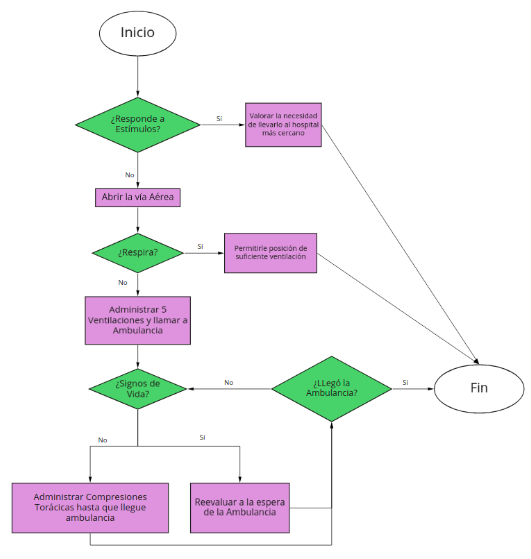 Inicio
¿Responde a
Estímulos?
Sí
Valorar la necesidad
de llevarlo al hospital
más cercano
No
Abrir la vía Aérea
¿Respira?
Sí
Permitirle posición de
suficiente ventilación
No
Administrar 5
Ventilaciones y llamar a
Ambulancia
¿Signos de
Vida?
No
¿LLegó la
Ambulancia?
Si
Fin
No
Si
Administrar Compresiones
Torácicas hasta que llegue
ambulancia
Reevaluar a la espera
de la Ambulancia